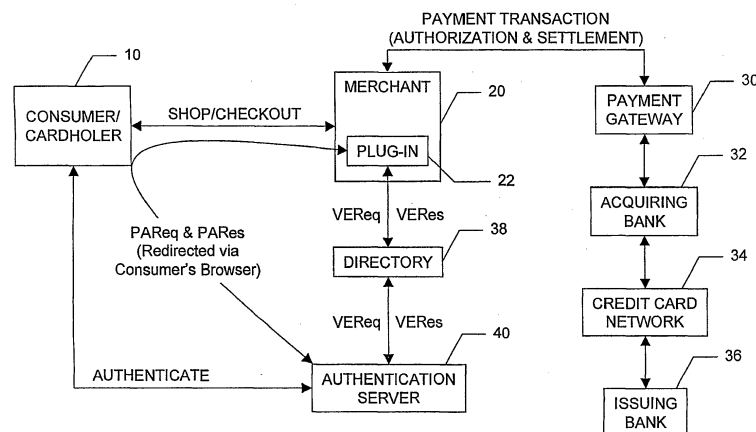 PAYMENT TRANSACTION
(AUTHORIZATION & SETTLEMENT)
10
CONSUMER/
CARDHOLER
SHOP/CHECKOUT
MERCHANT
20
PLUG-IN
22
30
PAYMENT
GATEWAY
32
ACQUIRING
BANK
34
CREDIT CARD
NETWORK
36
ISSUING
BANK
VEReq VERes
38
DIRECTORY
PAReq & PARes
(Redirected via
Consumer's Browser)
VEReq VERes
40
AUTHENTICATE
AUTHENTICATION
SERVER